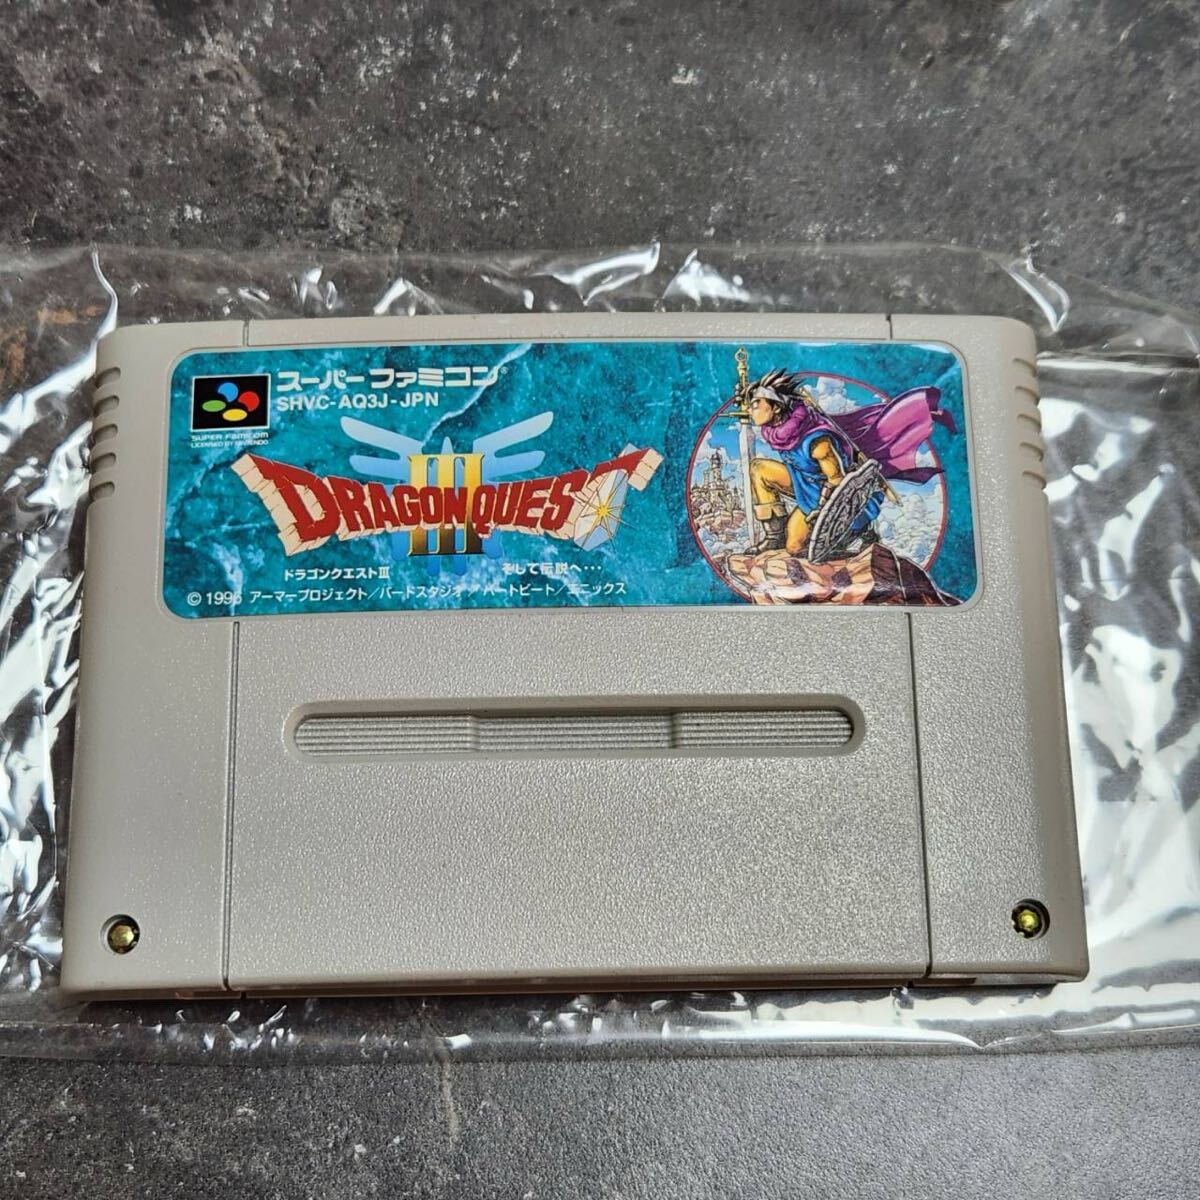 スーパーファミコン®
SHVC-AQ3J-JPN
SUPER FAMICOM
LICENSED BY NINTENDO
III
DRAGON QUEST
ドラゴンクエストIII そして伝説へ・・・
© 1996 アーマープロジェクト/バードスタジオ/ハートビート/エニックス